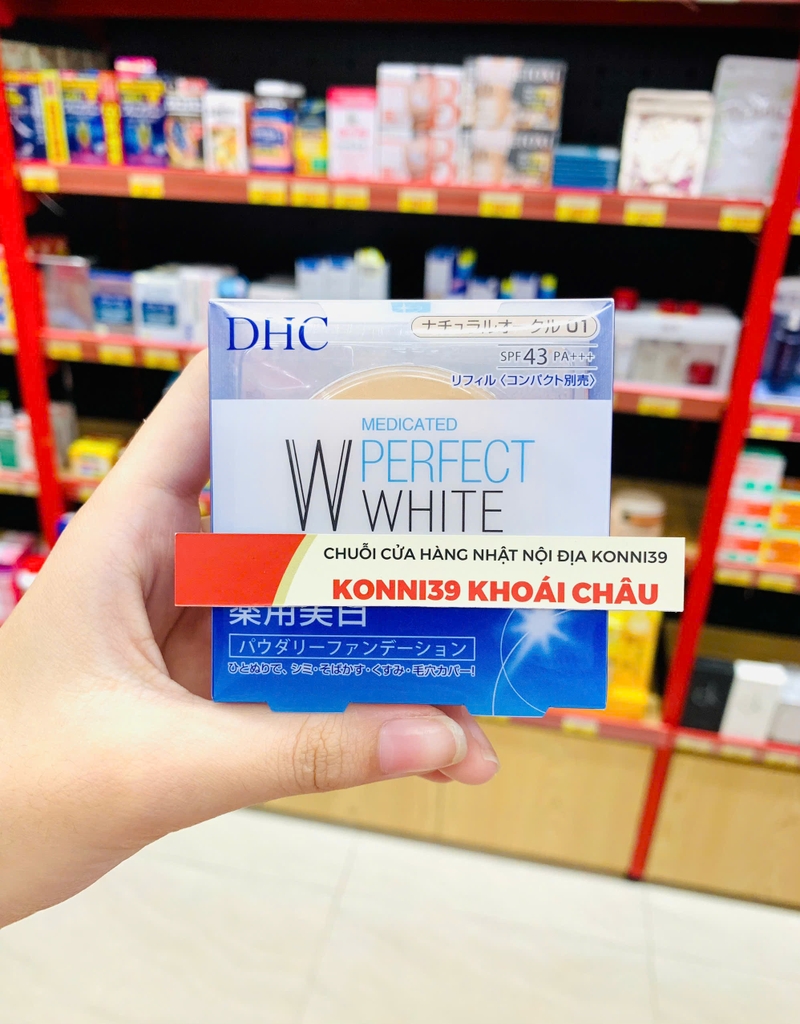 DHC
ナチュラルオークル 01
SPF 43 PA+++
リフィル〈コンパクト別売〉
MEDICATED
W PERFECT
WHITE
CHUỖI CỬA HÀNG NHẬT NỘI ĐỊA KONNI39
KONNI39 KHOÁI CHÂU
薬用美白
パウダリーファンデーション
ひとぬりで、シミ・そばかす・くすみ・毛穴カバー!